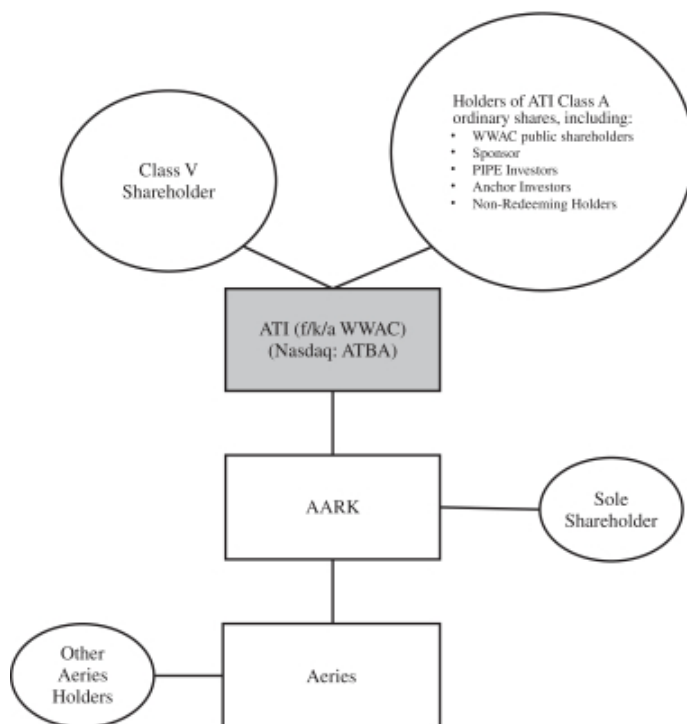 Class V
Shareholder
Holders of ATI Class A
ordinary shares, including:
• WWAC public shareholders
• Sponsor
• PIPE Investors
• Anchor Investors
• Non-Redeeming Holders
ATI (f/k/a WWAC)
(Nasdaq: ATBA)
AARK
Sole
Shareholder
Other
Aeries
Holders
Aeries